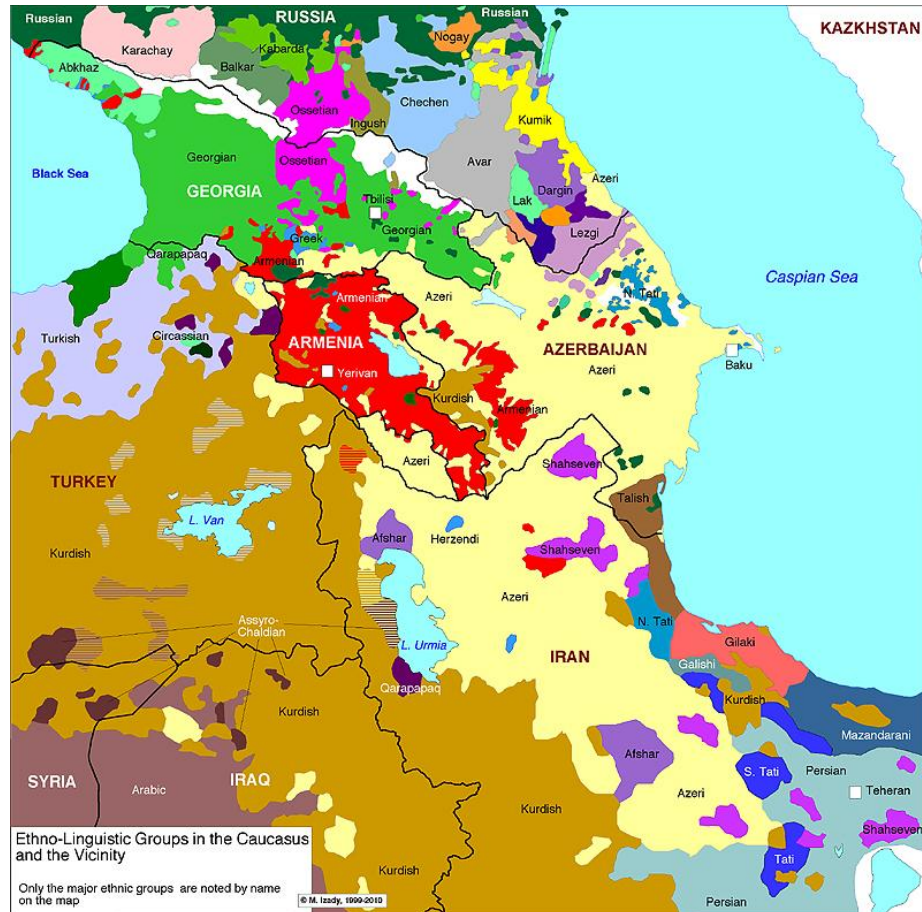 Russian
RUSSIA
Russian
KAZKHSTAN
Karachay
Kabarda
Nogay
Abkhaz
Balkar
Chechen
Kumik
Ossetian
Ingush
Georgian
Ossetian
Avar
Black Sea
Dargin
Azeri
GEORGIA
Lak
Tbilisi
Georgian
Lezgi
Greek
Qarapapaq
Armenian
Caspian Sea
Armenian
Azeri
N. Tati
Turkish
Circassian
ARMENIA
AZERBAIJAN
Azeri
Baku
Yerivan
Kurdish
Armenian
Azeri
Shahseven
TURKEY
Talish
L. Van
Afshar
Herzendi
Shahseven
Kurdish
Azeri
Assyro-
Chaldian
N. Tati
L. Urmia
Gilaki
IRAN
Galishi
Qarapapaq
Kurdish
Kurdish
Mazandarani
Afshar
SYRIA
IRAQ
Arabic
S. Tati
Persian
Azeri
Teheran
Kurdish
Shahseven
Ethno-Linguistic Groups in the Caucasus
and the Vicinity
Tati
Kurdish
Only the major ethnic groups are noted by name
on the map
© M. Izady, 1999-2010
Persian